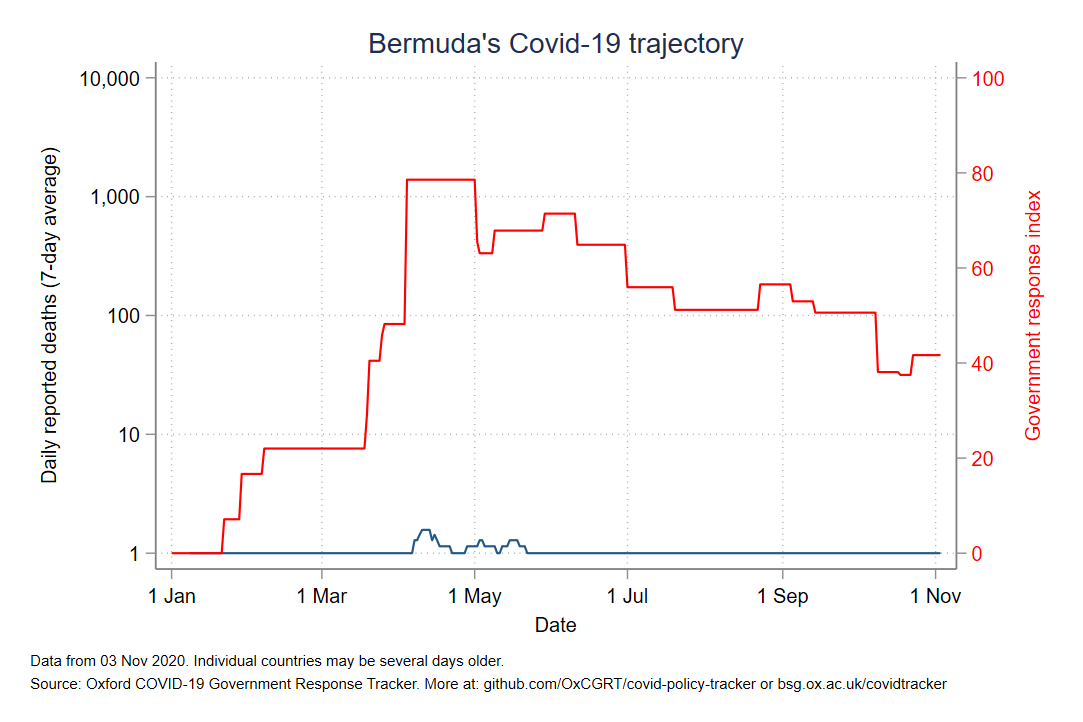 Bermuda's Covid-19 trajectory
10,000
1,000
100
10
1
Daily reported deaths (7-day average)
100
80
60
40
20
0
Government response index
1 Jan
1 Mar
1 May
1 Jul
1 Sep
1 Nov
Date
Data from 03 Nov 2020. Individual countries may be several days older.
Source: Oxford COVID-19 Government Response Tracker. More at: github.com/OxCGRT/covid-policy-tracker or bsg.ox.ac.uk/covidtracker